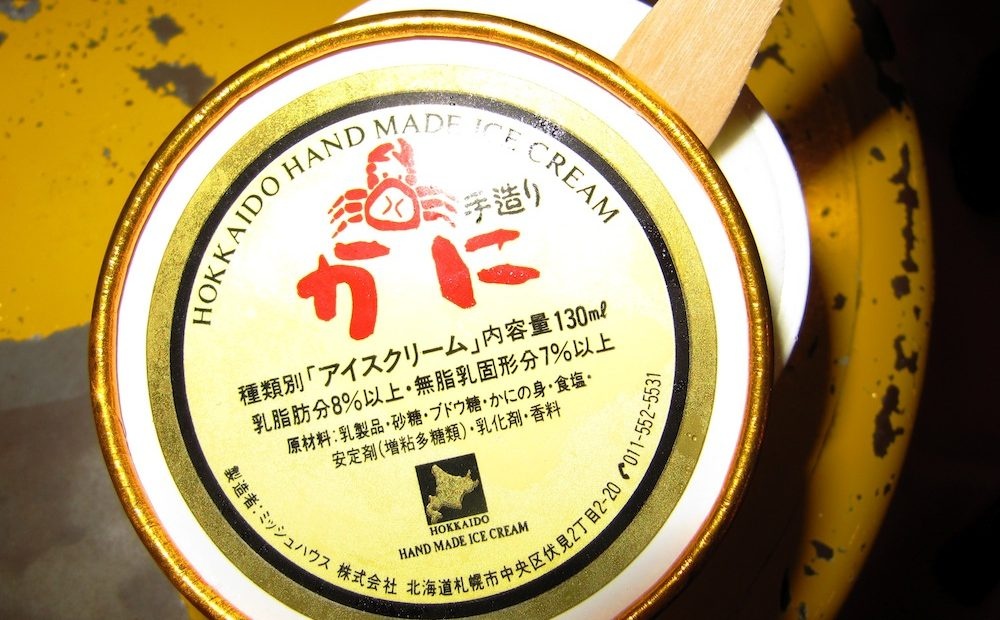 HOKKAIDO HAND MADE ICE CREAM
手造り
かに
種類別「アイスクリーム」内容量130mℓ
乳脂肪分8%以上・無脂乳固形分7%以上
原材料:乳製品・砂糖・ブドウ糖・かにの身・食塩・
安定剤(増粘多糖類)・乳化剤・香料
HOKKAIDO
HAND MADE ICE CREAM
製造者:ミッシュハウス 株式会社 北海道札幌市中央区伏見2丁目2-20 ✆011-552-5531